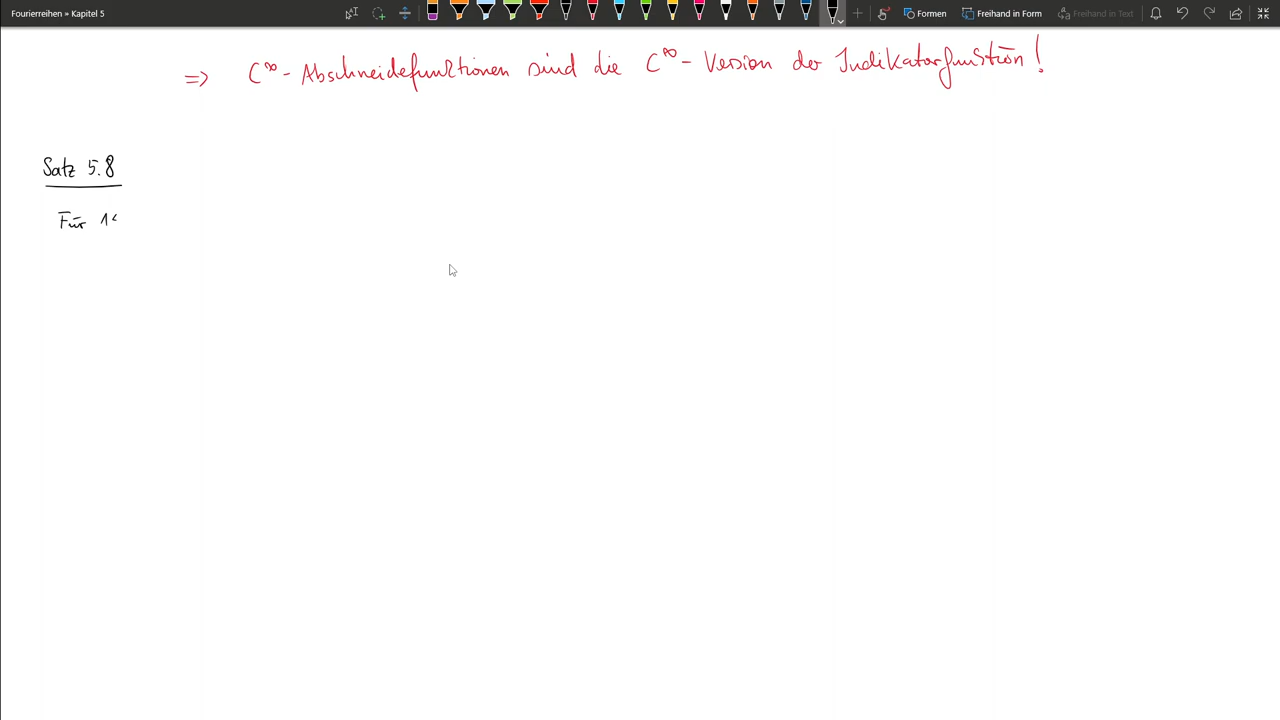 Fourierreihen » Kapitel 5
Formen
Freihand in Form
Freihand in Text
=> C^∞ - Abschneidefunktionen sind die C^∞ - Version der Indikatorfunktion!
Satz 5.8
Für 1<